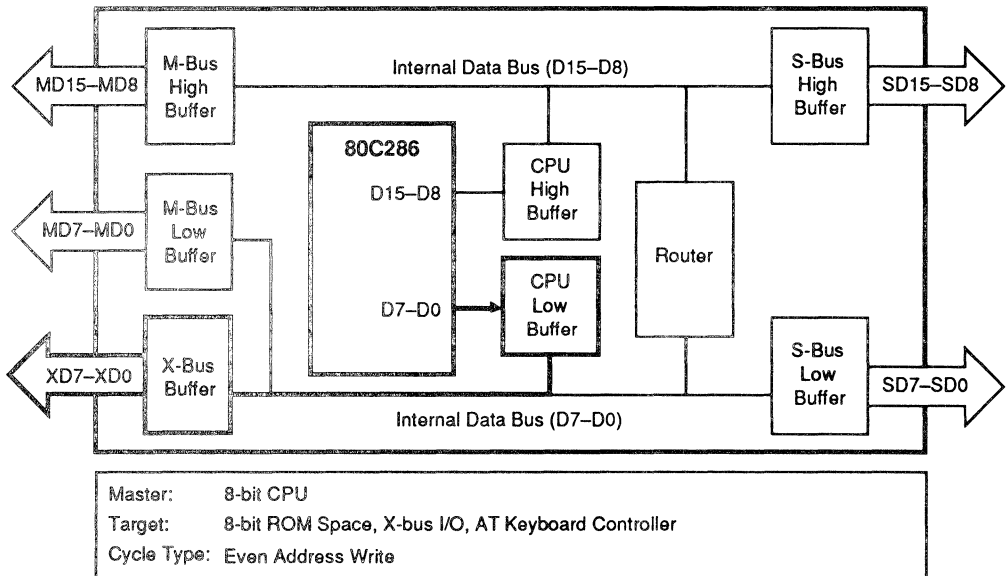 MD15–MD8
M-Bus
High
Buffer
Internal Data Bus (D15–D8)
S-Bus
High
Buffer
SD15–SD8
80C286
D15–D8
CPU
High
Buffer
MD7–MD0
M-Bus
Low
Buffer
Router
D7–D0
CPU
Low
Buffer
XD7–XD0
X-Bus
Buffer
S-Bus
Low
Buffer
SD7–SD0
Internal Data Bus (D7–D0)
Master: 8-bit CPU
Target: 8-bit ROM Space, X-bus I/O, AT Keyboard Controller
Cycle Type: Even Address Write